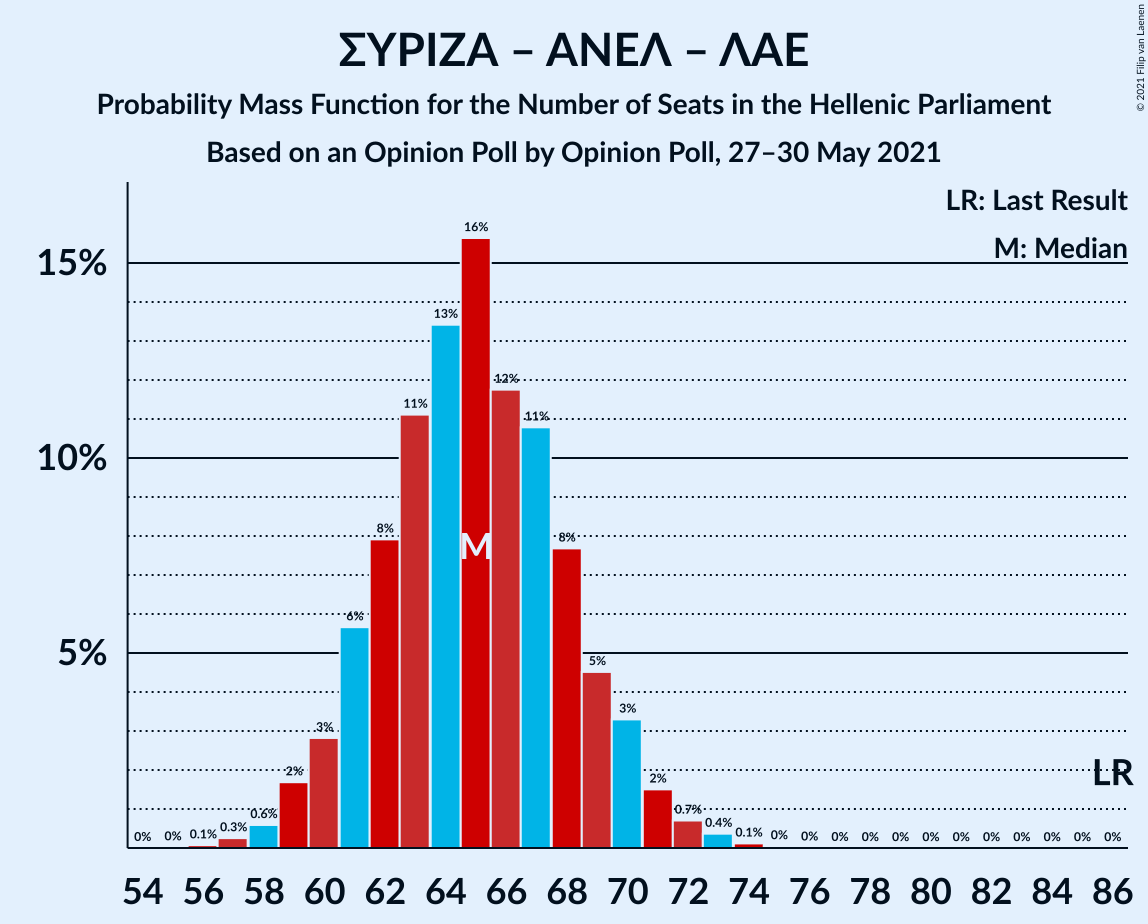 ΣΥΡΙΖΑ – ΑΝΕΛ – ΛΑΕ
Probability Mass Function for the Number of Seats in the Hellenic Parliament
Based on an Opinion Poll by Opinion Poll, 27–30 May 2021
© 2021 Filip van Laenen
LR: Last Result
M: Median
15%
10%
5%
0% 0% 0.1% 0.3% 0.6% 2% 3% 6% 8% 11% 13% 16% 12% 11% 8% 5% 3% 2% 0.7% 0.4% 0.1% 0% 0% 0% 0% 0% 0% 0% 0% 0% 0% 0% 0%
M
LR
54 56 58 60 62 64 66 68 70 72 74 76 78 80 82 84 86